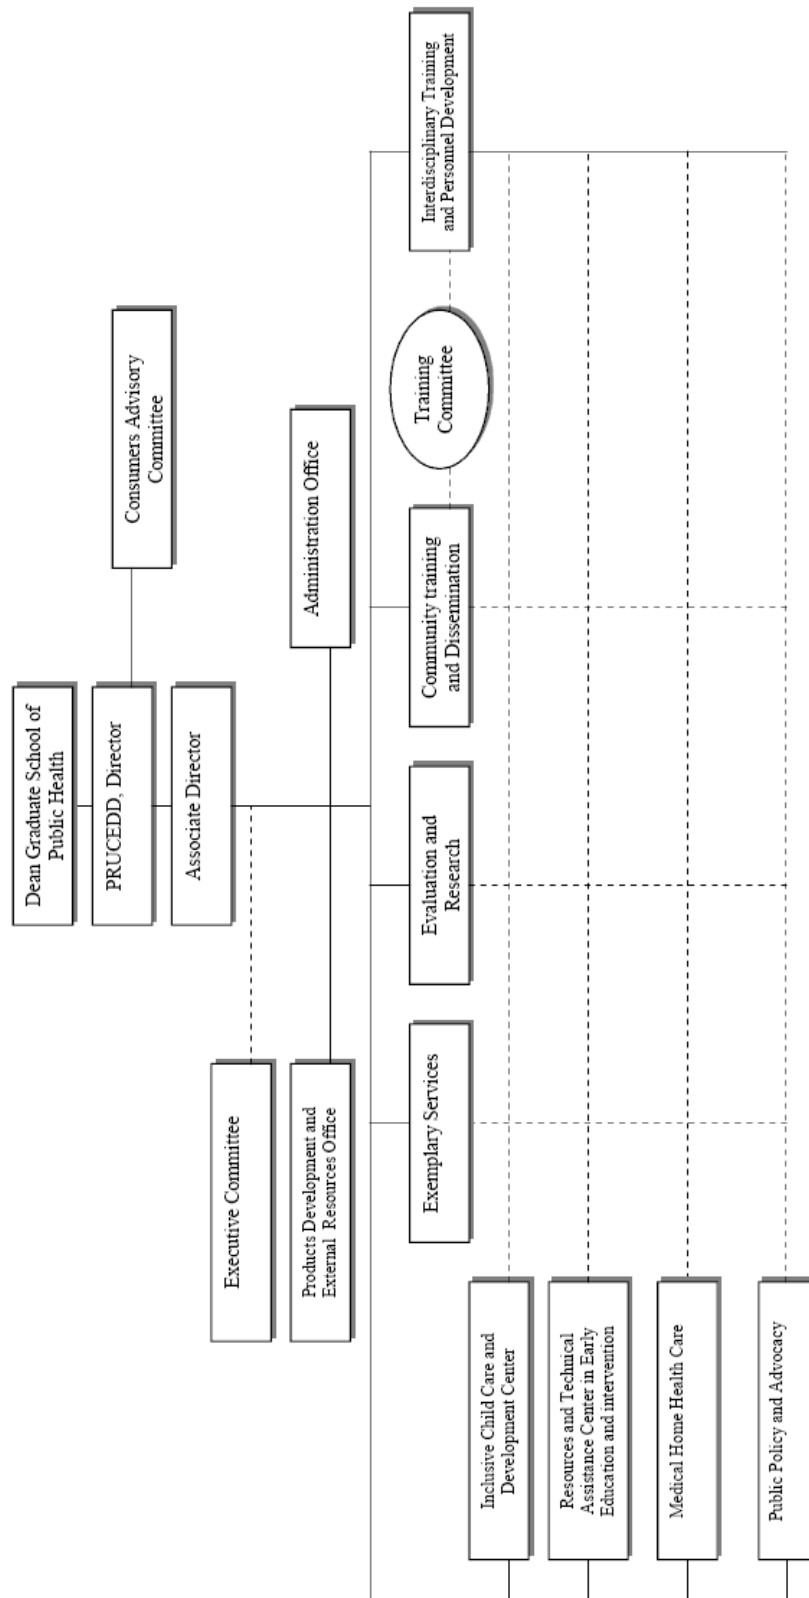 Dean Graduate School of
Public Health
PRUCEDD, Director
Consumers Advisory
Committee
Associate Director
Executive Committee
Products Development and
External Resources Office
Administration Office
Exemplary Services
Evaluation and
Research
Community training
and Dissemination
Training
Committee
Interdisciplinary Training
and Personnel Development
Inclusive Child Care and
Development Center
Resources and Technical
Assistance Center in Early
Education and intervention
Medical Home Health Care
Public Policy and Advocacy